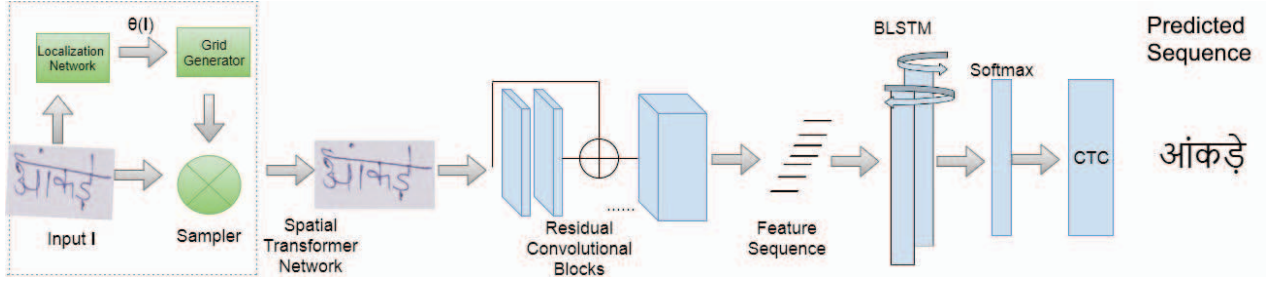 θ(I)
Localization
Network
Grid
Generator
आंकड़े
Input I
Sampler
Spatial
Transformer
Network
आंकड़े
......
Residual
Convolutional
Blocks
Feature
Sequence
BLSTM
Softmax
CTC
Predicted
Sequence
आंकड़े